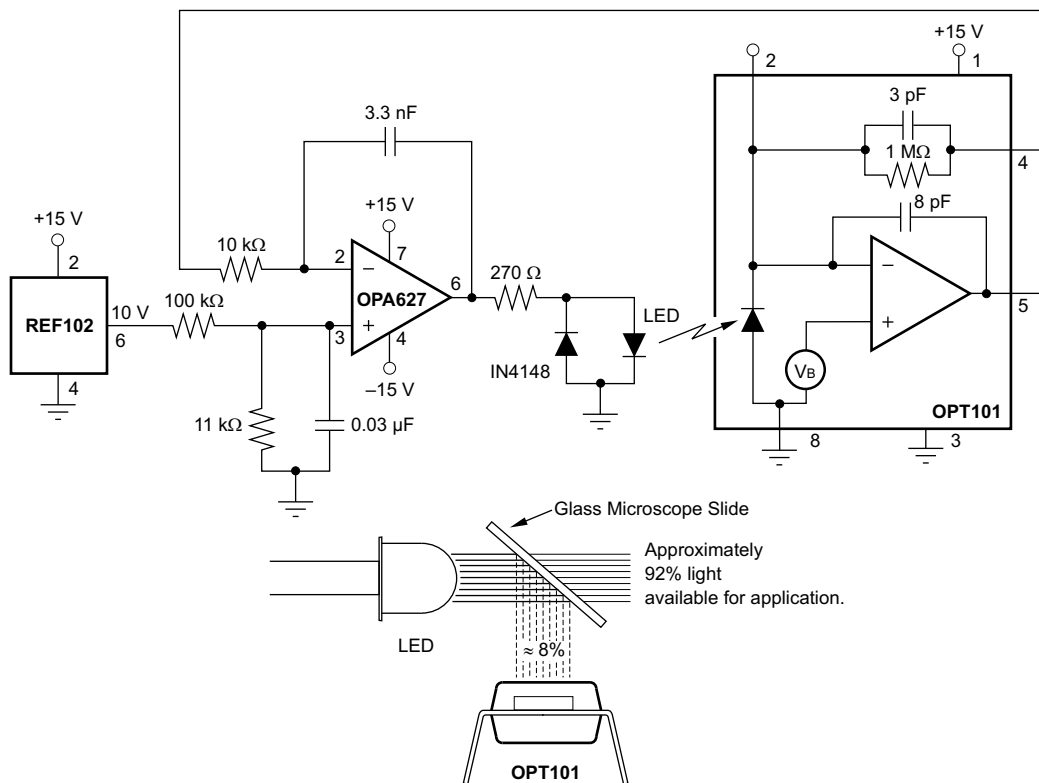 +15 V
2
1
3 pF
1 MΩ
4
8 pF
3.3 nF
+15 V
+15 V
2
10 kΩ
2
–
7
OPA627
6
270 Ω
–
5
REF102
10 V
6
100 kΩ
3
+
4
–15 V
LED
+
4
IN4148
VB
OPT101
11 kΩ
0.03 µF
8
3
Glass Microscope Slide
Approximately
92% light
available for application.
LED
≈ 8%
OPT101